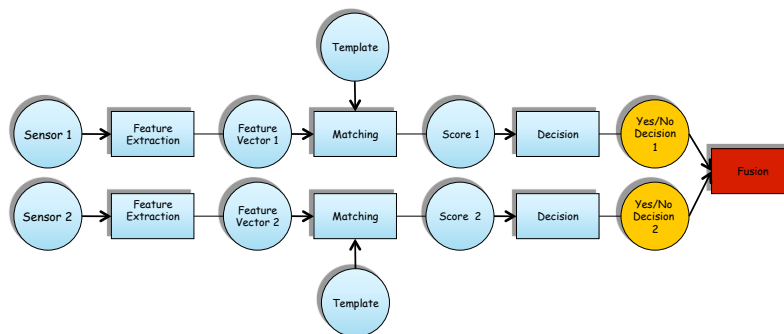 Template
Sensor 1
Feature
Extraction
Feature
Vector 1
Matching
Score 1
Decision
Yes/No
Decision
1
Fusion
Sensor 2
Feature
Extraction
Feature
Vector 2
Matching
Score 2
Decision
Yes/No
Decision
2
Template